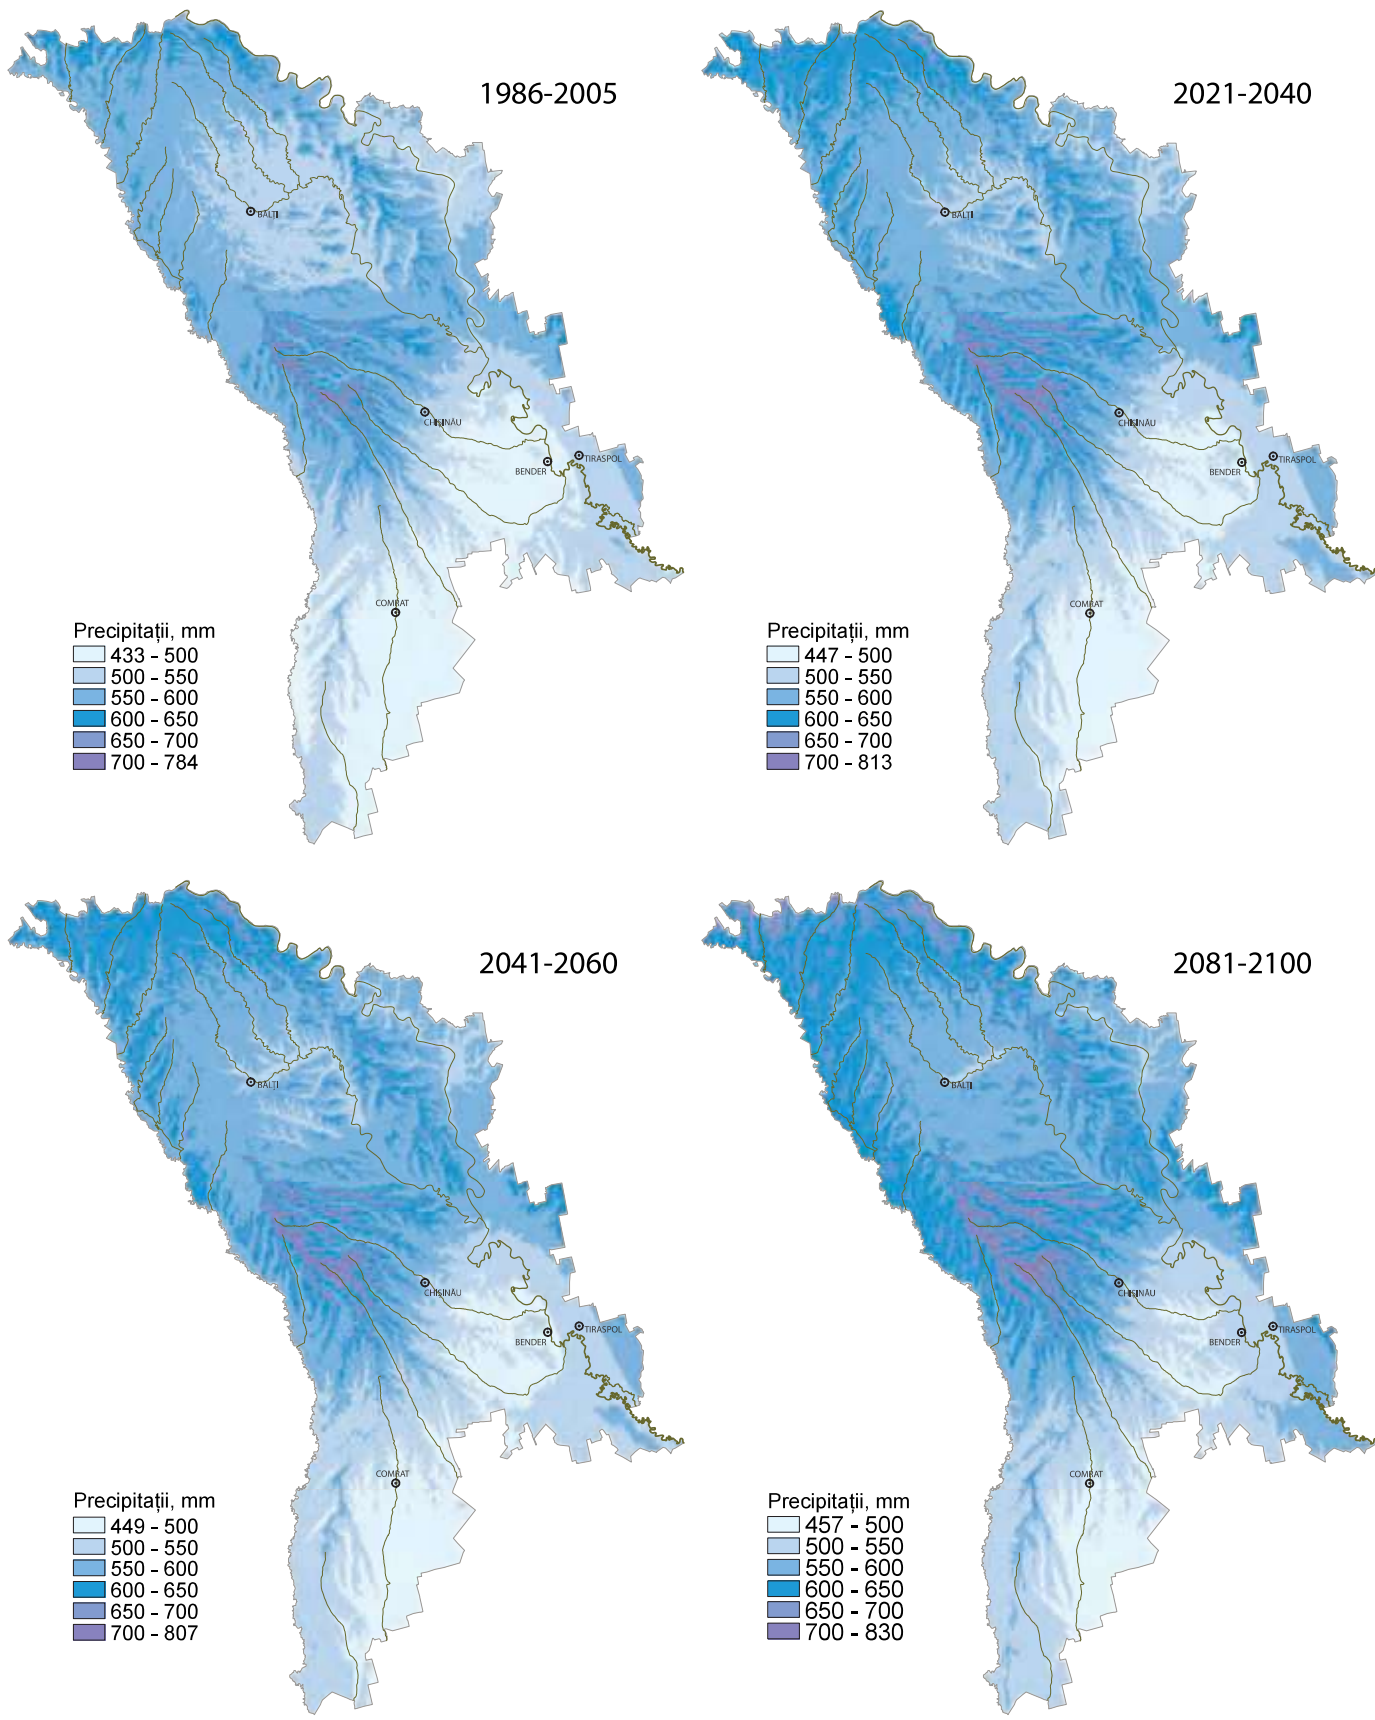 1986-2005
BĂLȚI
CHIȘINĂU
BENDER
TIRASPOL
COMRAT
Precipitații, mm
433 - 500
500 - 550
550 - 600
600 - 650
650 - 700
700 - 784
2021-2040
BĂLȚI
CHIȘINĂU
BENDER
TIRASPOL
COMRAT
Precipitații, mm
447 - 500
500 - 550
550 - 600
600 - 650
650 - 700
700 - 813
2041-2060
BĂLȚI
CHIȘINĂU
BENDER
TIRASPOL
COMRAT
Precipitații, mm
449 - 500
500 - 550
550 - 600
600 - 650
650 - 700
700 - 807
2081-2100
BĂLȚI
CHIȘINĂU
BENDER
TIRASPOL
COMRAT
Precipitații, mm
457 - 500
500 - 550
550 - 600
600 - 650
650 - 700
700 - 830